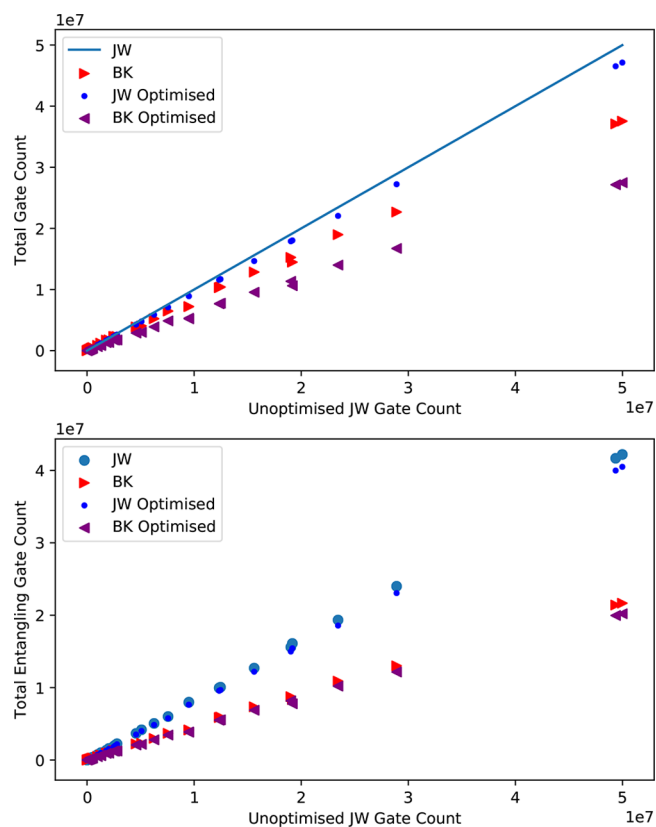 1e7
5
4
3
2
1
0
Total Gate Count
JW
BK
JW Optimised
BK Optimised
0 1 2 3 4 5
Unoptimised JW Gate Count
1e7
1e7
4
3
2
1
0
Total Entangling Gate Count
JW
BK
JW Optimised
BK Optimised
0 1 2 3 4 5
Unoptimised JW Gate Count
1e7